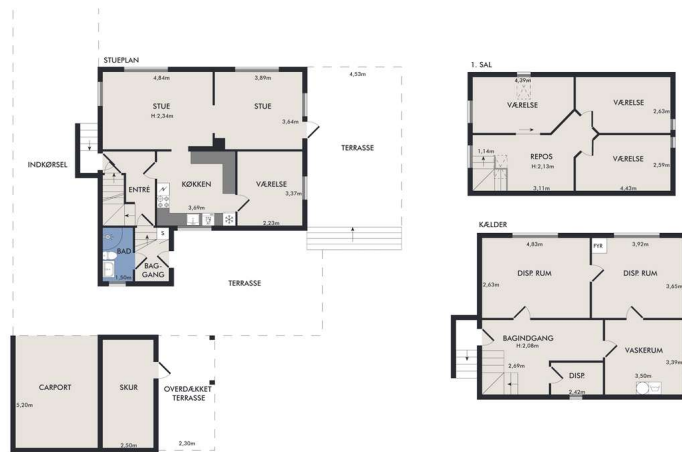 STUEPLAN
4,84m
3,89m
4,53m
STUE
H:2,34m
STUE
2,64m
INDKØRSEL
TERRASSE
ENTRÉ
KØKKEN
3,69m
VÆRELSE
3,27m
2,23m
S.
BAD
1,50m
BAG-
GANG
TERRASSE
CARPORT
5,20m
SKUR
2,50m
OVERDÆKKET
TERRASSE
2,30m
1. SAL
4,39m
VÆRELSE
VÆRELSE
2,63m
1,14m
REPOS
H:2,13m
3,11m
VÆRELSE
2,59m
4,42m
KÆLDER
4,83m
3,92m
FYR
DISP. RUM
2,63m
DISP. RUM
3,65m
BAGINDGANG
H:2,08m
2,69m
DISP.
2,42m
VASKERUM
3,39m
3,50m